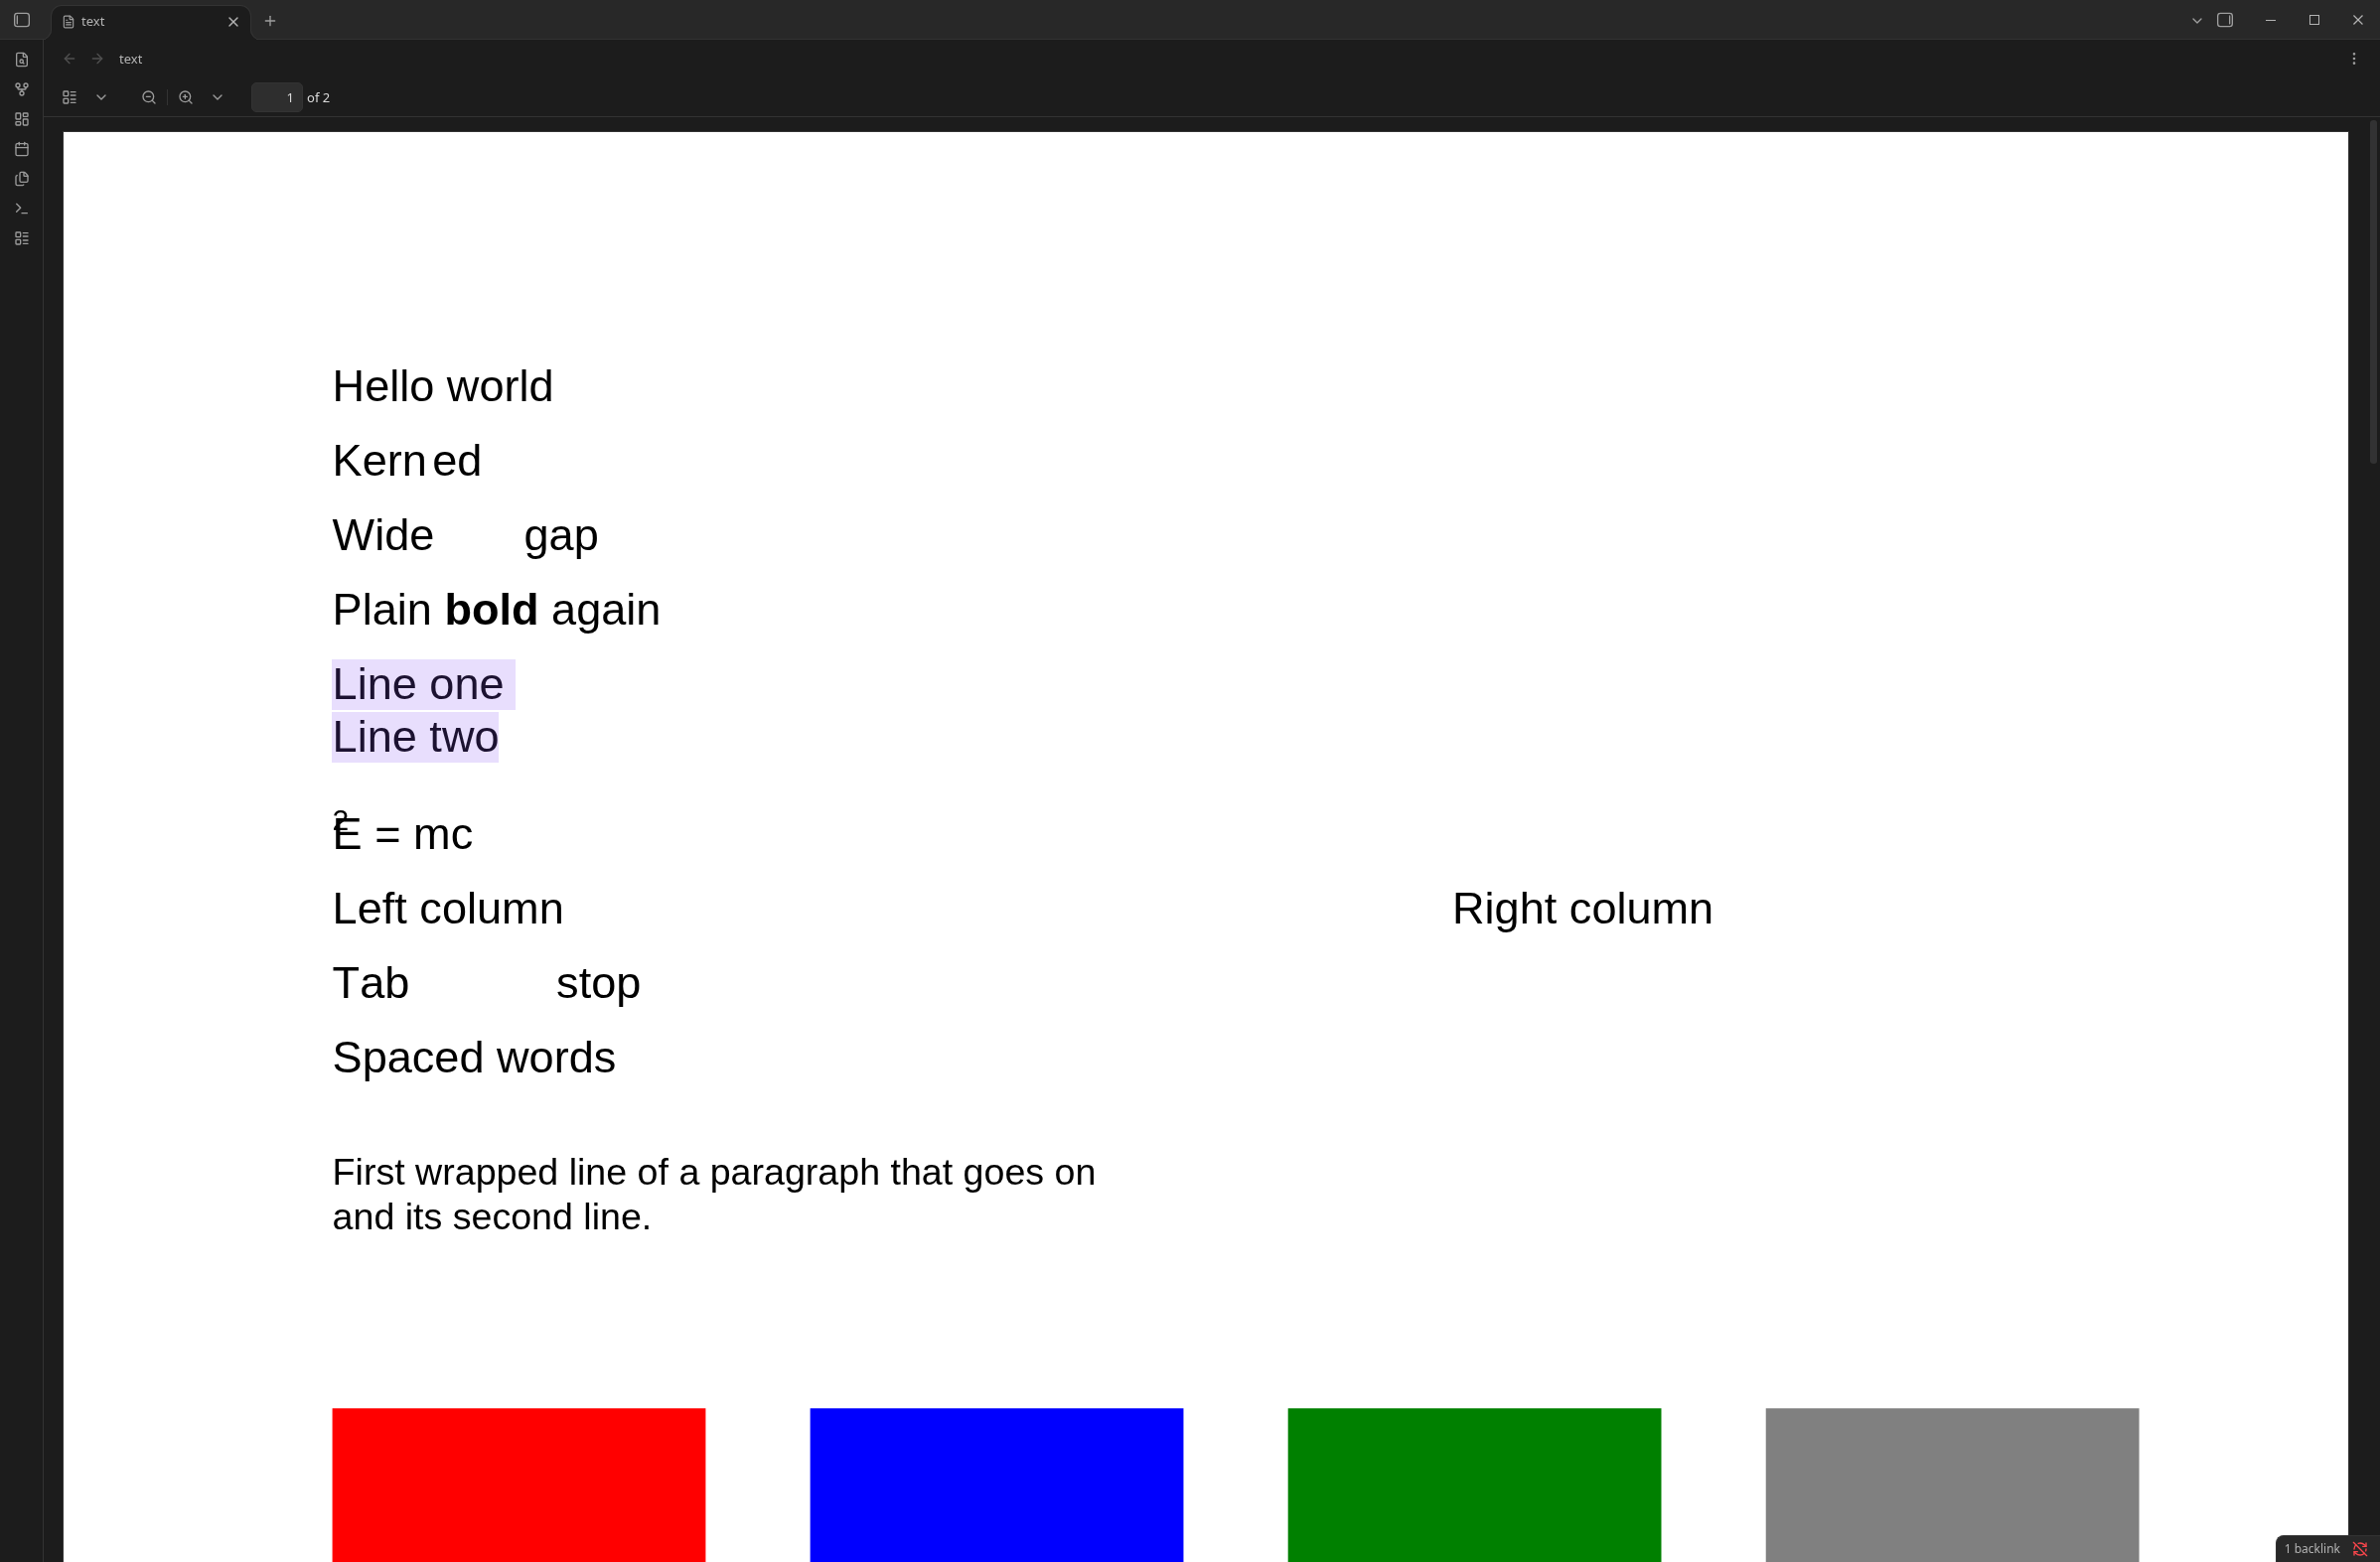 text
text
1 of 2
Hello world
Kerned
Wide gap
Plain bold again
Line one
Line two
2
E = mc
Left column Right column
Tab stop
Spaced words
First wrapped line of a paragraph that goes on
and its second line.
1 backlink